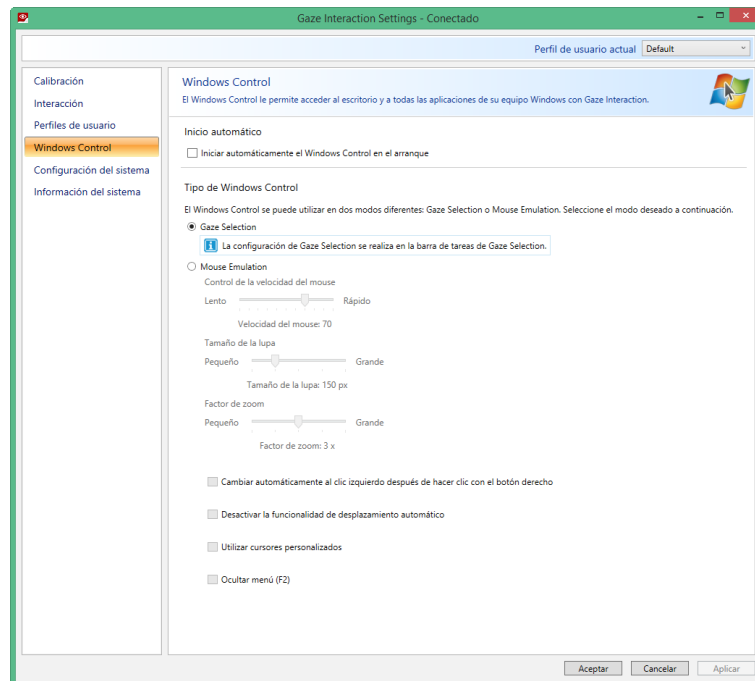 Gaze Interaction Settings - Conectado
Perfil de usuario actual Default
Calibración
Interacción
Perfiles de usuario
Windows Control
Configuración del sistema
Información del sistema
Windows Control
El Windows Control le permite acceder al escritorio y a todas las aplicaciones de su equipo Windows con Gaze Interaction.
Inicio automático
Iniciar automáticamente el Windows Control en el arranque
Tipo de Windows Control
El Windows Control se puede utilizar en dos modos diferentes: Gaze Selection o Mouse Emulation. Seleccione el modo deseado a continuación.
Gaze Selection
La configuración de Gaze Selection se realiza en la barra de tareas de Gaze Selection.
Mouse Emulation
Control de la velocidad del mouse
Lento Rápido
Velocidad del mouse: 70
Tamaño de la lupa
Pequeño Grande
Tamaño de la lupa: 150 px
Factor de zoom
Pequeño Grande
Factor de zoom: 3 x
Cambiar automáticamente al clic izquierdo después de hacer clic con el botón derecho
Desactivar la funcionalidad de desplazamiento automático
Utilizar cursores personalizados
Ocultar menú (F2)
Aceptar Cancelar Aplicar